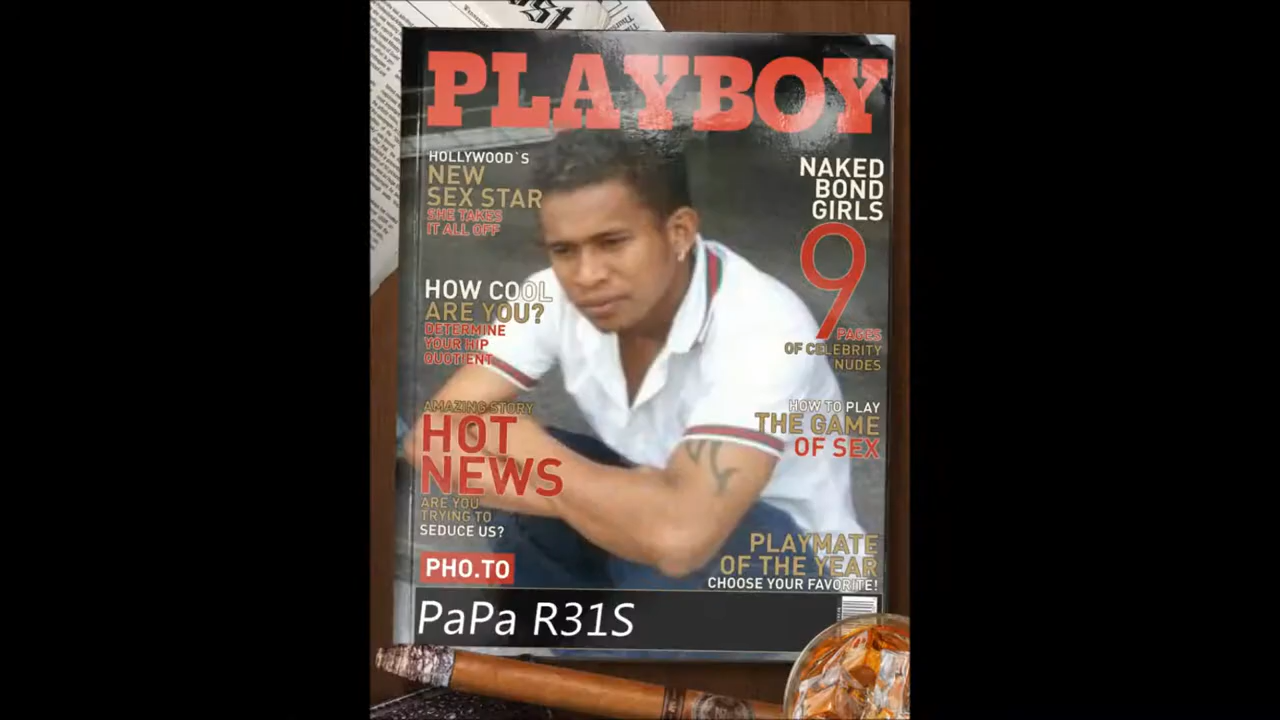 PLAYBOY
HOLLYWOOD`S
NEW
SEX STAR
SHE TAKES
IT ALL OFF
NAKED
BOND
GIRLS
9
PAGES
OF CELEBRITY
NUDES
HOW COOL
ARE YOU?
DETERMINE
YOUR HIP
QUOTIENT
HOW TO PLAY
THE GAME
OF SEX
AMAZING STORY
HOT
NEWS
ARE YOU
TRYING TO
SEDUCE US?
PLAYMATE
OF THE YEAR
CHOOSE YOUR FAVORITE!
PHO.TO
PaPa R31S